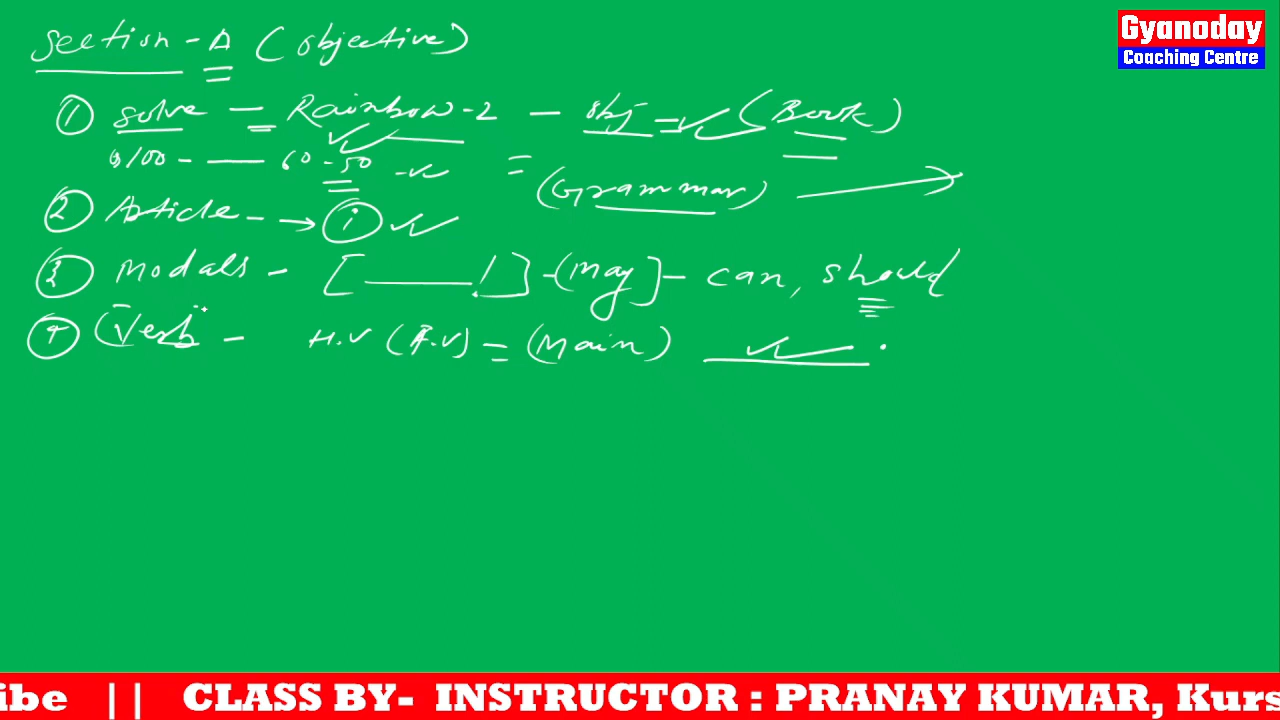 Section - A (objective)
Gyanoday
Coaching Centre
① solve - Rainbow-2 - obj = (Book)
100 - 60 - 50 =
(Grammar)
② Article - → ①
③ Modals - [ ! ] - (May] - can, should
④ (Verb - H.V (A.V) = (Main)
ibe || CLASS BY- INSTRUCTOR : PRANAY KUMAR, Kurs